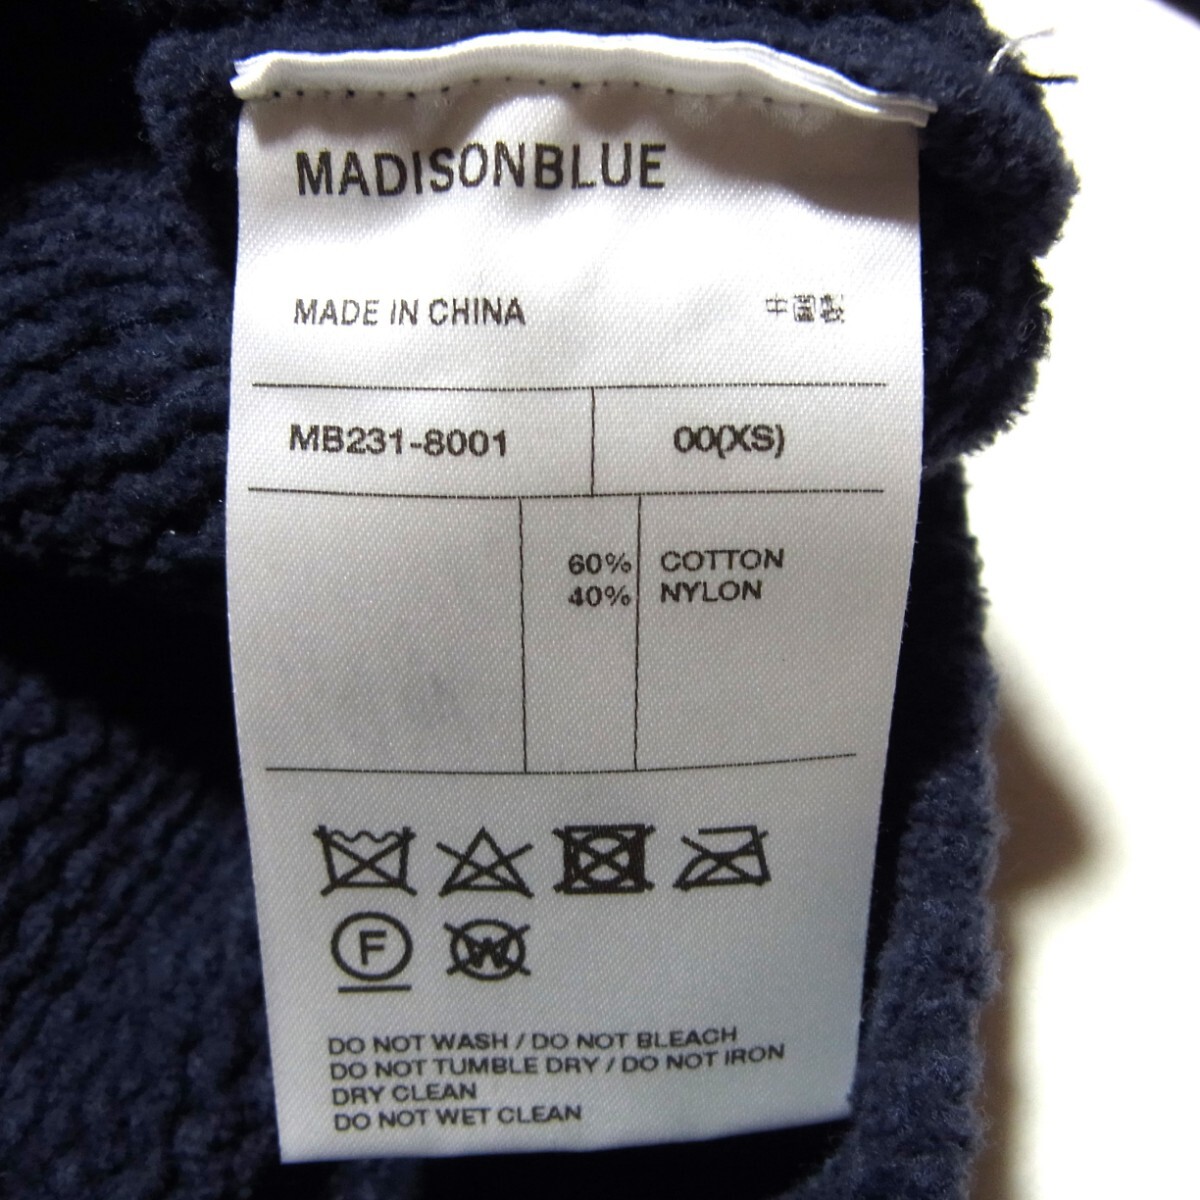 MADISONBLUE
MADE IN CHINA 中國製
MB231-8001 00(XS)
60% COTTON
40% NYLON
F W
DO NOT WASH / DO NOT BLEACH
DO NOT TUMBLE DRY / DO NOT IRON
DRY CLEAN
DO NOT WET CLEAN